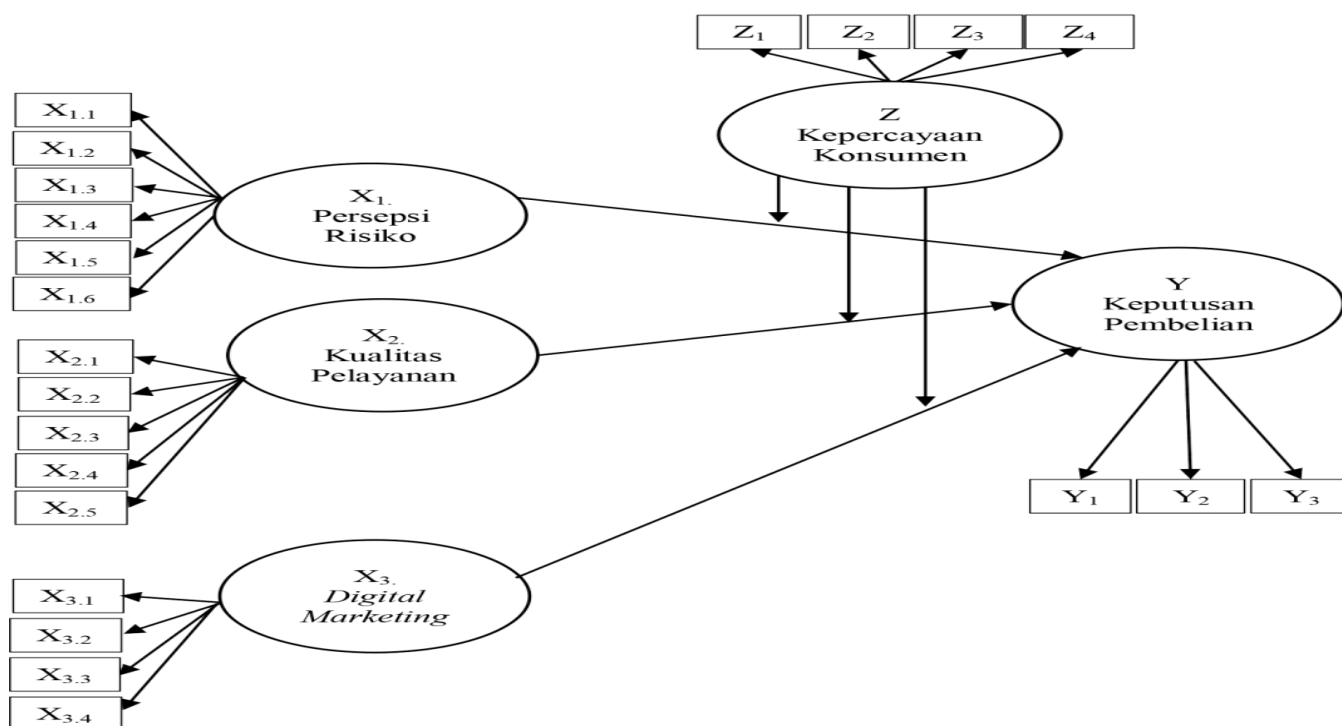 Z₁ Z₂ Z₃ Z₄
Z
Kepercayaan
Konsumen
X₁.₁
X₁.₂
X₁.₃
X₁.₄
X₁.₅
X₁.₆
X₁.
Persepsi
Risiko
X₂.₁
X₂.₂
X₂.₃
X₂.₄
X₂.₅
X₂.
Kualitas
Pelayanan
Y
Keputusan
Pembelian
Y₁ Y₂ Y₃
X₃.₁
X₃.₂
X₃.₃
X₃.₄
X₃.
Digital
Marketing